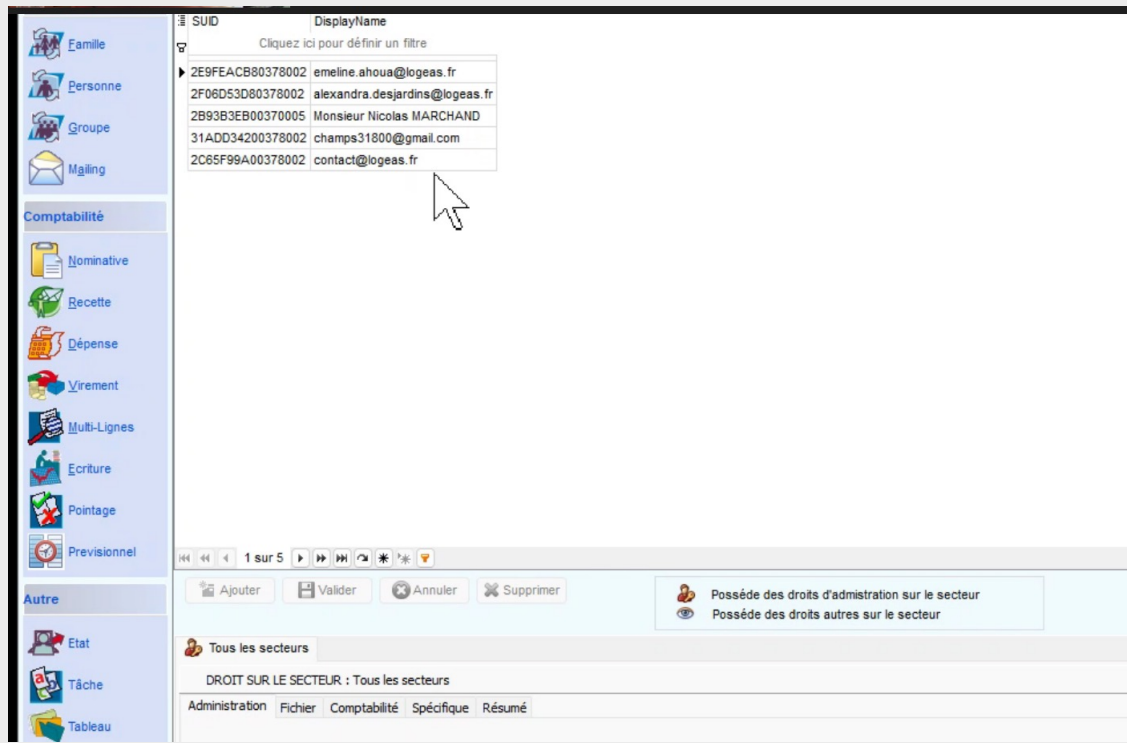 Famille
Personne
Groupe
Mailing
Comptabilité
Nominative
Recette
Dépense
Virement
Multi-Lignes
Ecriture
Pointage
Previsionnel
Autre
Etat
Tâche
Tableau
SUID DisplayName
Cliquez ici pour définir un filtre
2E9FEACB80378002 emeline.ahoua@logeas.fr
2F06D53D80378002 alexandra.desjardins@logeas.fr
2B93B3EB00370005 Monsieur Nicolas MARCHAND
31ADD34200378002 champs31800@gmail.com
2C65F99A00378002 contact@logeas.fr
1 sur 5
Ajouter Valider Annuler Supprimer
Posséde des droits d'admistration sur le secteur
Posséde des droits autres sur le secteur
Tous les secteurs
DROIT SUR LE SECTEUR : Tous les secteurs
Administration Fichier Comptabilité Spécifique Résumé